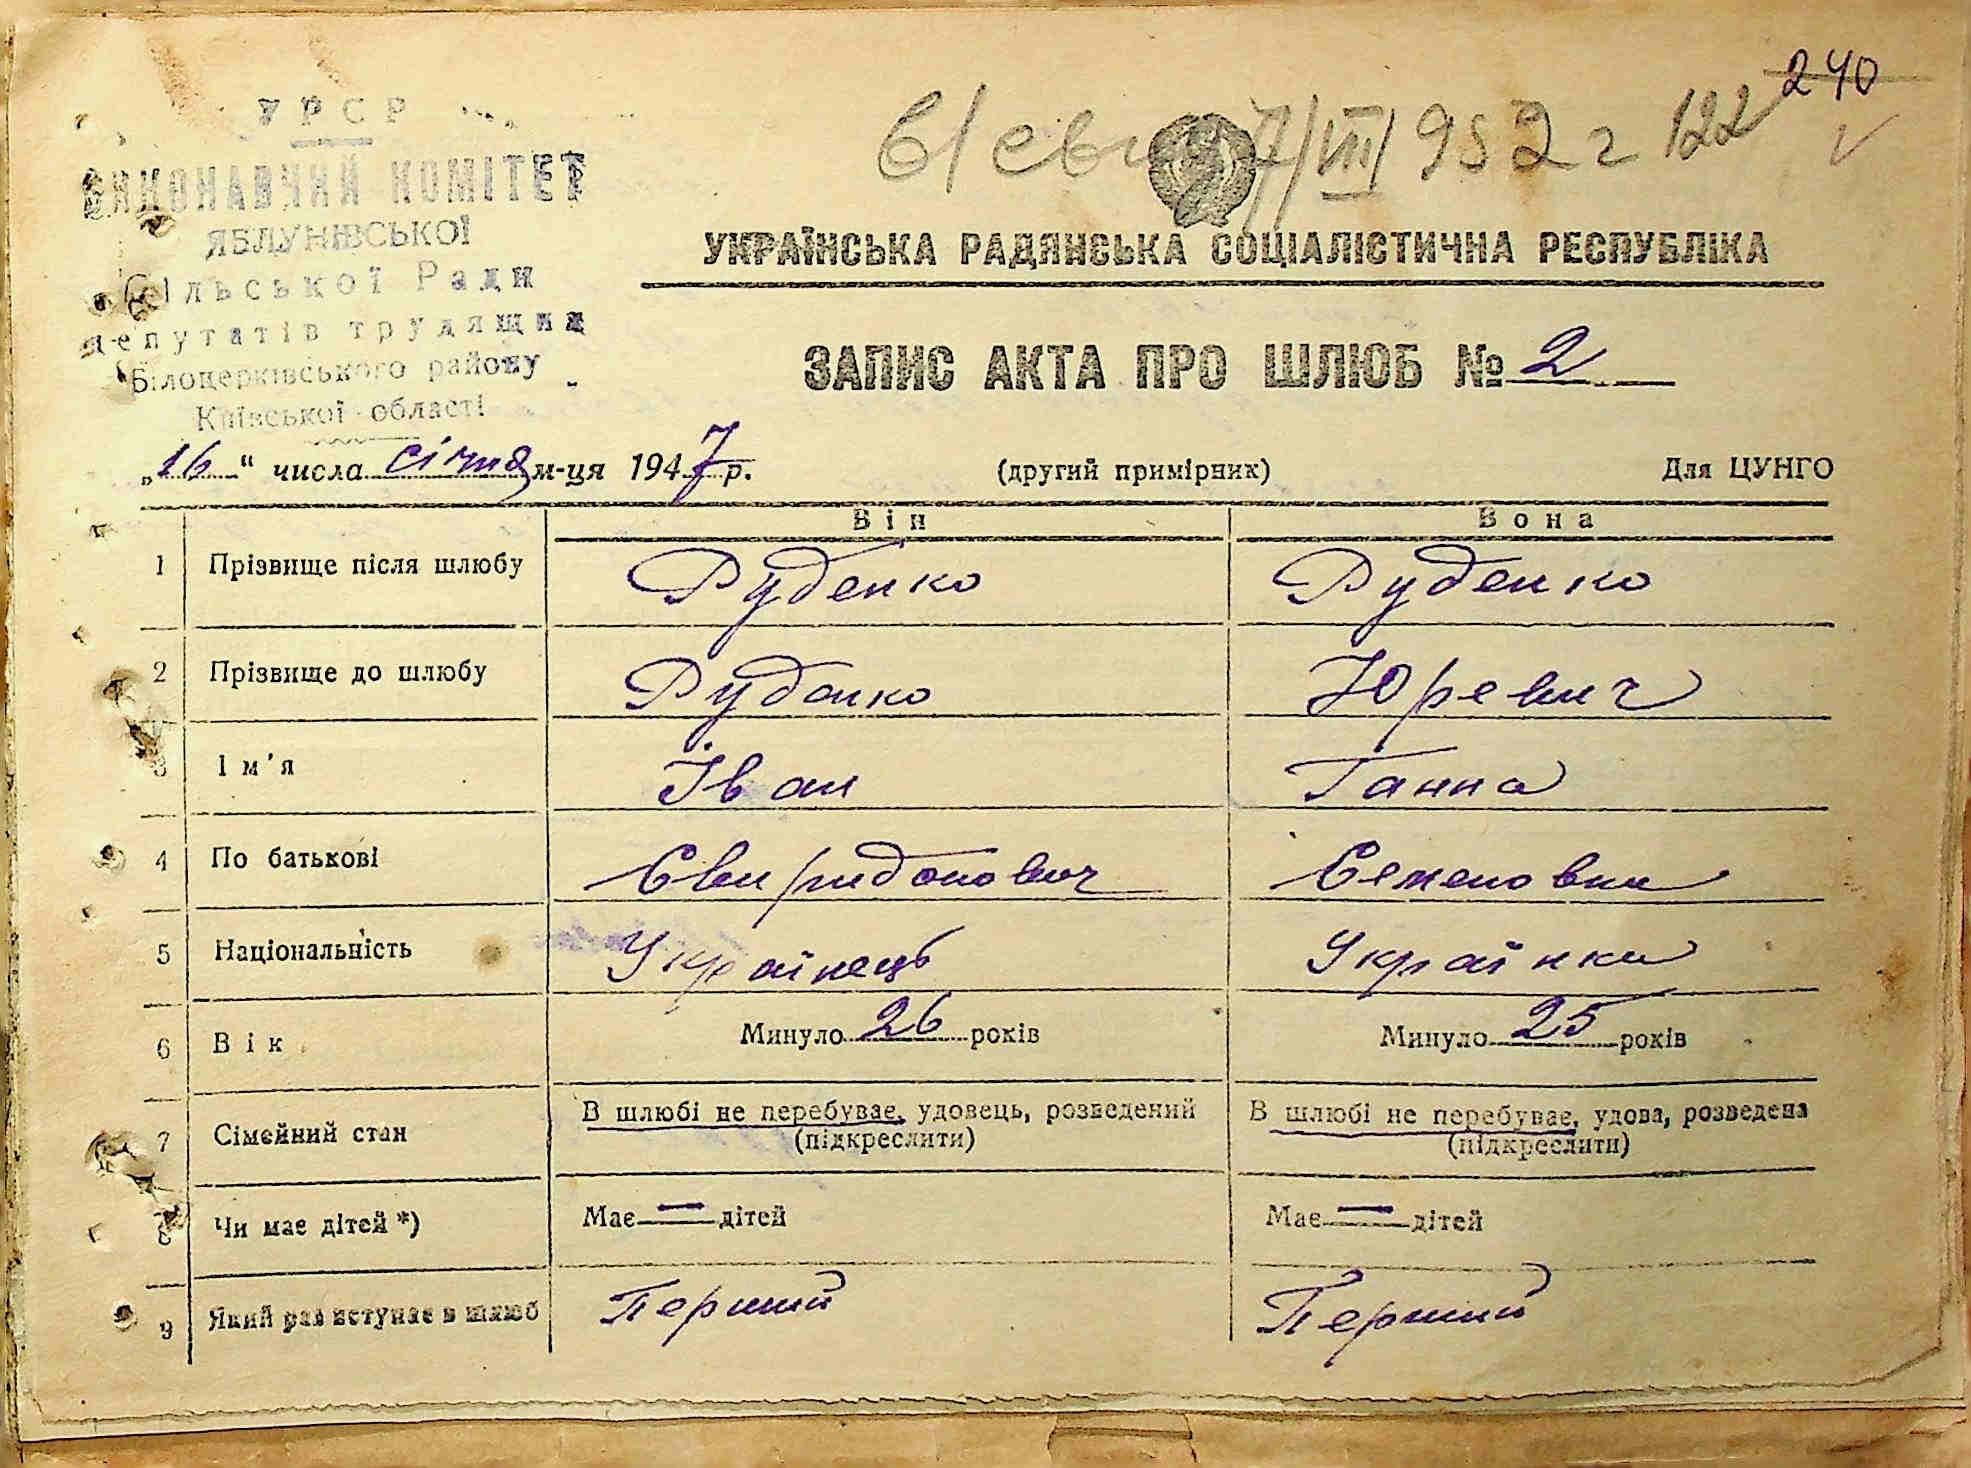 240
в/ 7/VIII/952 г 122
УРСР
ВИКОНАВЧИЙ КОМІТЕТ
ЯБЛУНІВСЬКОЇ
Сільської Ради
депутатів трудящих
Білоцерківського району
Київської області
УКРАЇНСЬКА РАДЯНСЬКА СОЦІАЛІСТИЧНА РЕСПУБЛІКА
ЗАПИС АКТА ПРО ШЛЮБ № 2
„16" числа січня м-ця 1947 р. (другий примірник) Для ЦУНГО
Він Вона
1 Прізвище після шлюбу Руденко Руденко
2 Прізвище до шлюбу Руденко Юревич
3 Ім'я Іван Ганна
4 По батькові Свиридонович Семеновна
5 Національність Українець Українка
6 Вік Минуло 26 років Минуло 25 років
7 Сімейний стан В шлюбі не перебуває, удовець, розведений В шлюбі не перебуває, удова, розведена
(підкреслити) (підкреслити)
8 Чи має дітей *) Має — дітей Має — дітей
9 Який раз вступає в шлюб Перший Перший